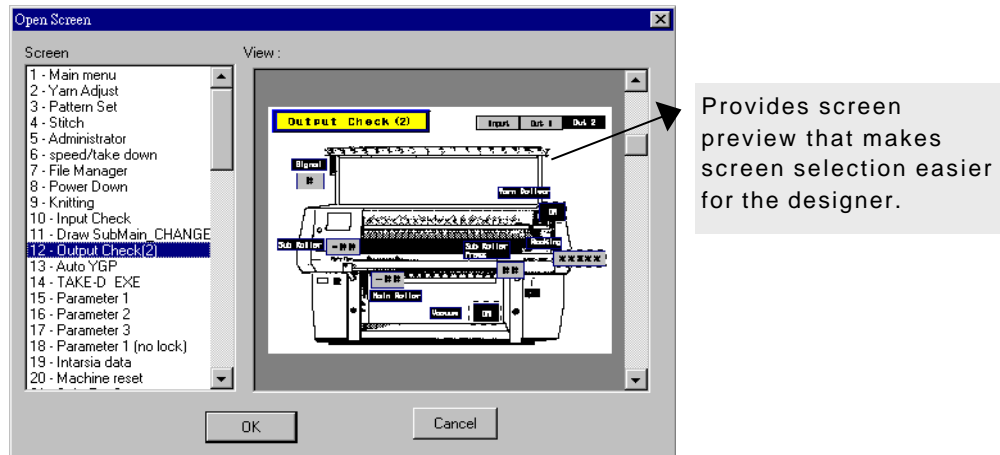 Open Screen
Screen
View :
1 - Main menu
2 - Yarn Adjust
3 - Pattern Set
4 - Stitch
5 - Administrator
6 - speed/take down
7 - File Manager
8 - Power Down
9 - Knitting
10 - Input Check
11 - Draw SubMain_CHANGE
12 - Output Check(2)
13 - Auto YGP
14 - TAKE-D EXE
15 - Parameter 1
16 - Parameter 2
17 - Parameter 3
18 - Parameter 1 (no lock)
19 - Intarsia data
20 - Machine reset
Output Check (2)
Input Out 1 Out 2
Signal
#
Yarn Roller
ON
Sub Roller -##
Sub Roller Press
##
Racking
*****
-##
Main Roller
Vacuum ON
OK
Cancel
Provides screen
preview that makes
screen selection easier
for the designer.